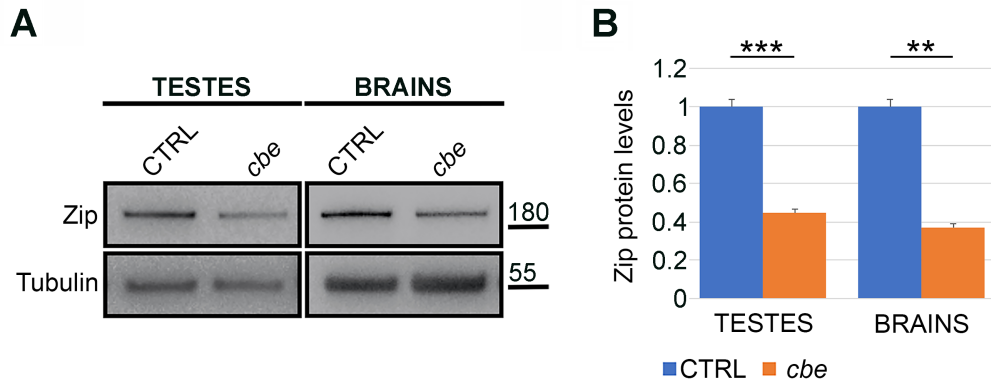 A
TESTES BRAINS
CTRL cbe CTRL cbe
Zip 180
Tubulin 55
B
*** **
Zip protein levels
1.2
1
0.8
0.6
0.4
0.2
0
TESTES BRAINS
CTRL cbe